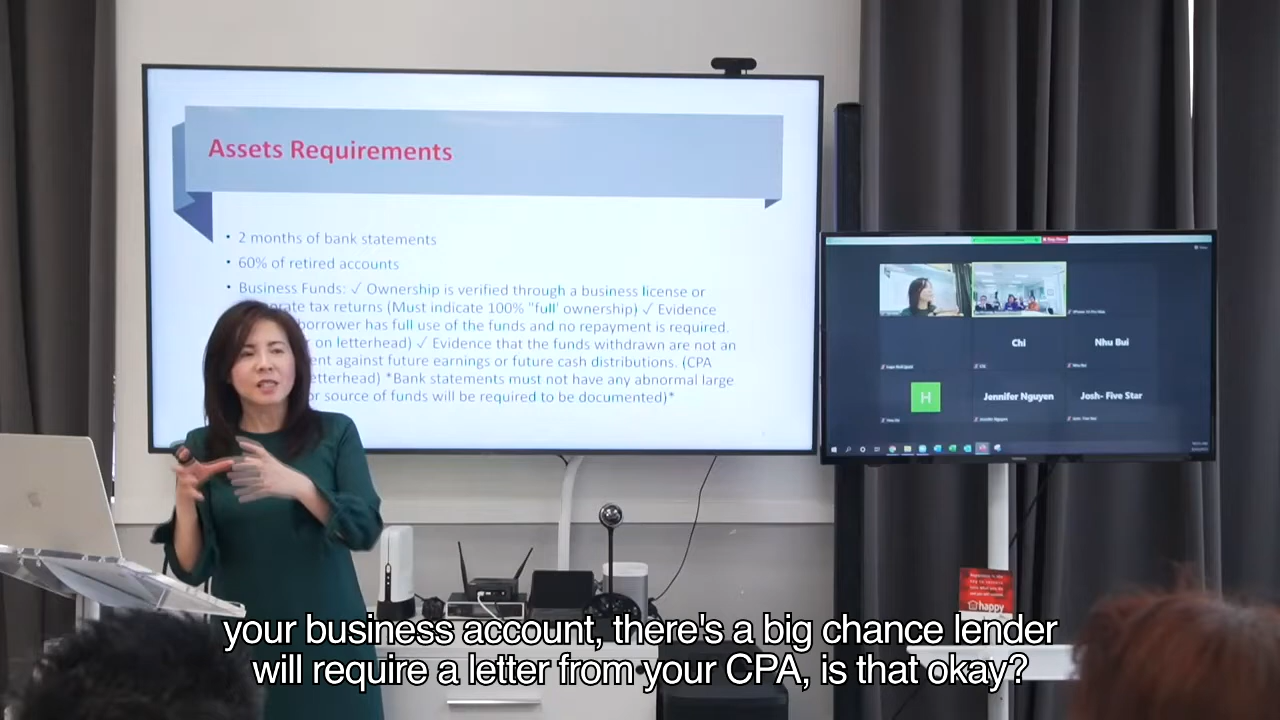 Assets Requirements
• 2 months of bank statements
• 60% of retired accounts
• Business Funds: ✓ Ownership is verified through a business license or
tax returns (Must indicate 100% "full' ownership) ✓ Evidence
borrower has full use of the funds and no repayment is required.
on letterhead) ✓ Evidence that the funds withdrawn are not an
against future earnings or future cash distributions. (CPA
*Bank statements must not have any abnormal large
or source of funds will be required to be documented)*
Chi
Nhu Bui
H
Jennifer Nguyen
Josh- Five Star
happy
your business account, there's a big chance lender
will require a letter from your CPA, is that okay?